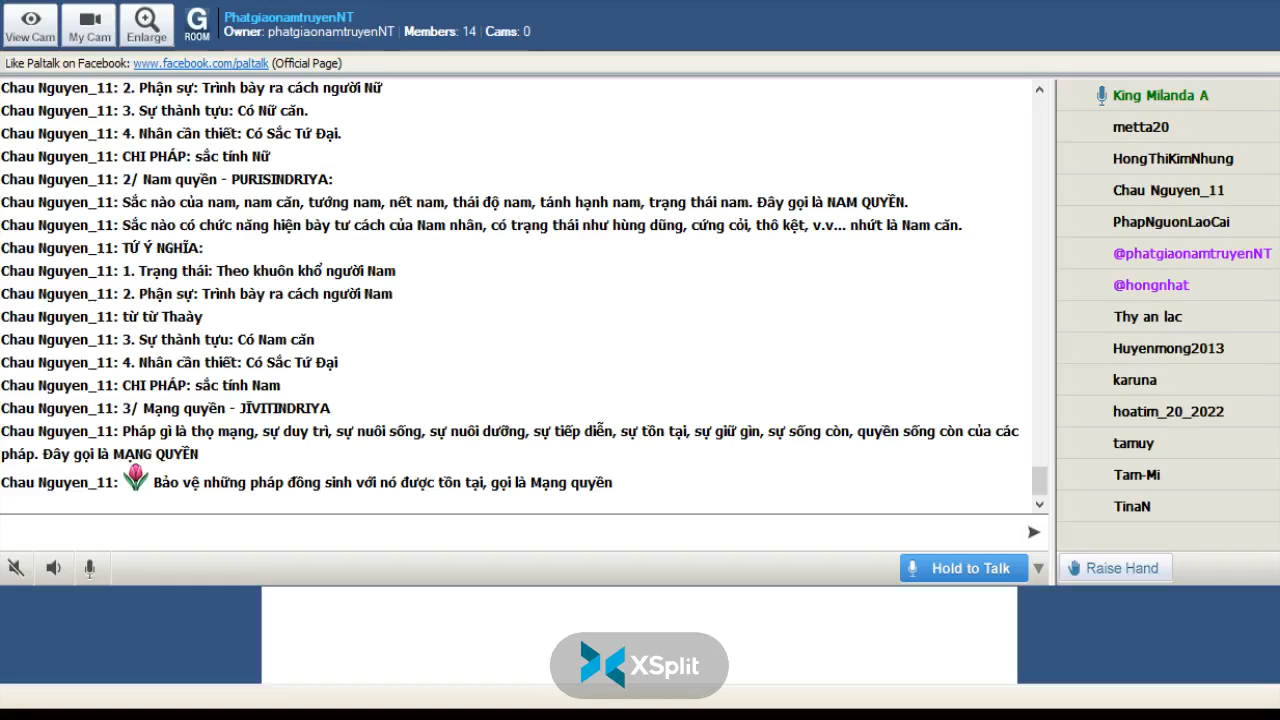 View Cam
My Cam
Enlarge
G
ROOM
PhatgiaonamtruyenNT
Owner: phatgiaonamtruyenNT | Members: 14 | Cams: 0
Like Paltalk on Facebook: www.facebook.com/paltalk (Official Page)
Chau Nguyen_11: 2. Phận sự: Trình bày ra cách người Nữ
Chau Nguyen_11: 3. Sự thành tựu: Có Nữ căn.
Chau Nguyen_11: 4. Nhân cần thiết: Có Sắc Tứ Đại.
Chau Nguyen_11: CHI PHÁP: sắc tính Nữ
Chau Nguyen_11: 2/ Nam quyền - PURISINDRIYA:
Chau Nguyen_11: Sắc nào của nam, nam căn, tướng nam, nết nam, thái độ nam, tánh hạnh nam, trạng thái nam. Đây gọi là NAM QUYỀN.
Chau Nguyen_11: Sắc nào có chức năng hiện bày tư cách của Nam nhân, có trạng thái như hùng dũng, cứng cỏi, thô kệt, v.v... nhứt là Nam căn.
Chau Nguyen_11: TỨ Ý NGHĨA:
Chau Nguyen_11: 1. Trạng thái: Theo khuôn khổ người Nam
Chau Nguyen_11: 2. Phận sự: Trình bày ra cách người Nam
Chau Nguyen_11: từ từ Thaày
Chau Nguyen_11: 3. Sự thành tựu: Có Nam căn
Chau Nguyen_11: 4. Nhân cần thiết: Có Sắc Tứ Đại
Chau Nguyen_11: CHI PHÁP: sắc tính Nam
Chau Nguyen_11: 3/ Mạng quyền - JĪVITINDRIYA
Chau Nguyen_11: Pháp gì là thọ mạng, sự duy trì, sự nuôi sống, sự nuôi dưỡng, sự tiếp diễn, sự tồn tại, sự giữ gìn, sự sống còn, quyền sống còn của các
pháp. Đây gọi là MẠNG QUYỀN
Chau Nguyen_11: Bảo vệ những pháp đồng sinh với nó được tồn tại, gọi là Mạng quyền
King Milanda A
metta20
HongThiKimNhung
Chau Nguyen_11
PhapNguonLaoCai
@phatgiaonamtruyenNT
@hongnhat
Thy an lac
Huyenmong2013
karuna
hoatim_20_2022
tamuy
Tam-Mi
TinaN
Hold to Talk
Raise Hand
XSplit